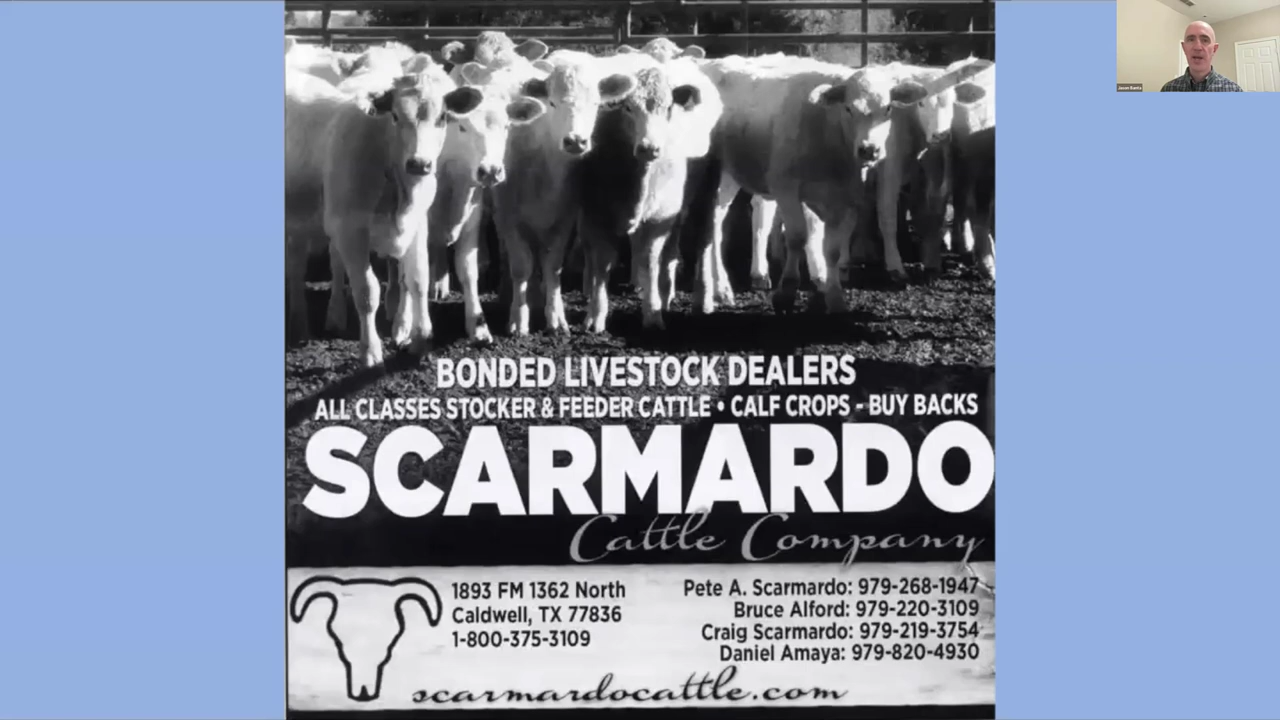 BONDED LIVESTOCK DEALERS
ALL CLASSES STOCKER & FEEDER CATTLE • CALF CROPS - BUY BACKS
SCARMARDO
Cattle Company
1893 FM 1362 North
Caldwell, TX 77836
1-800-375-3109
Pete A. Scarmardo: 979-268-1947
Bruce Alford: 979-220-3109
Craig Scarmardo: 979-219-3754
Daniel Amaya: 979-820-4930
scarmardocattle.com